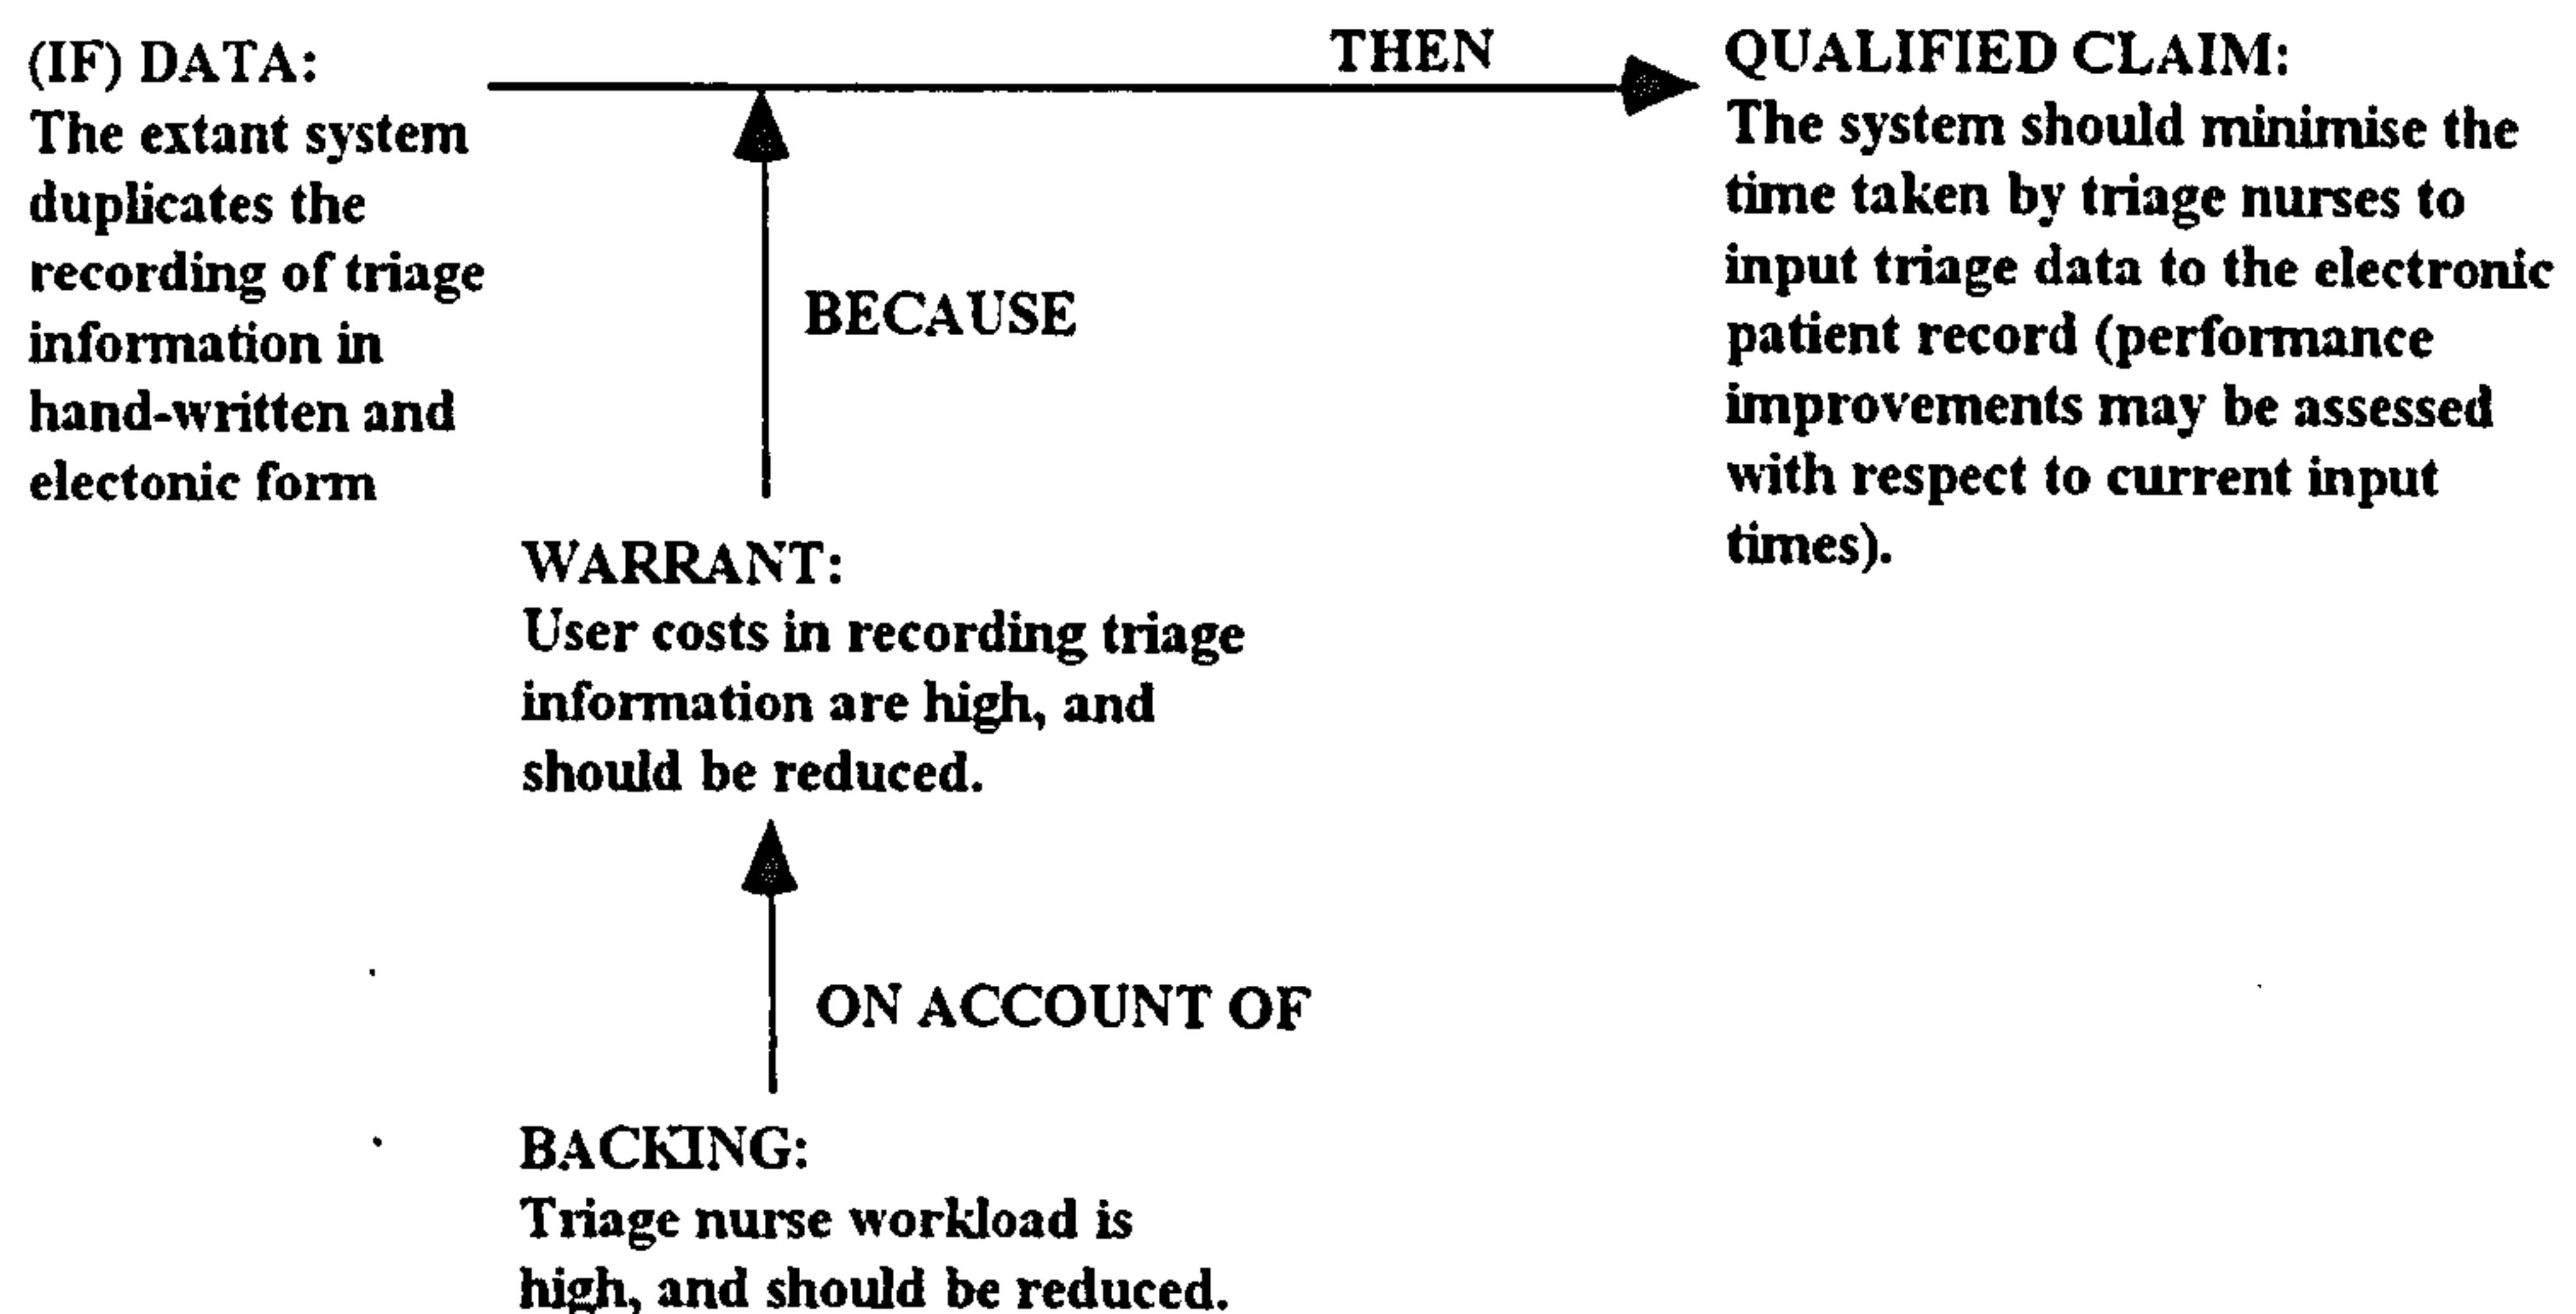 (IF) DATA:
The extant system
duplicates the
recording of triage
information in
hand-written and
electonic form
THEN
QUALIFIED CLAIM:
The system should minimise the
time taken by triage nurses to
input triage data to the electronic
patient record (performance
improvements may be assessed
with respect to current input
times).
BECAUSE
WARRANT:
User costs in recording triage
information are high, and
should be reduced.
ON ACCOUNT OF
BACKING:
Triage nurse workload is
high, and should be reduced.